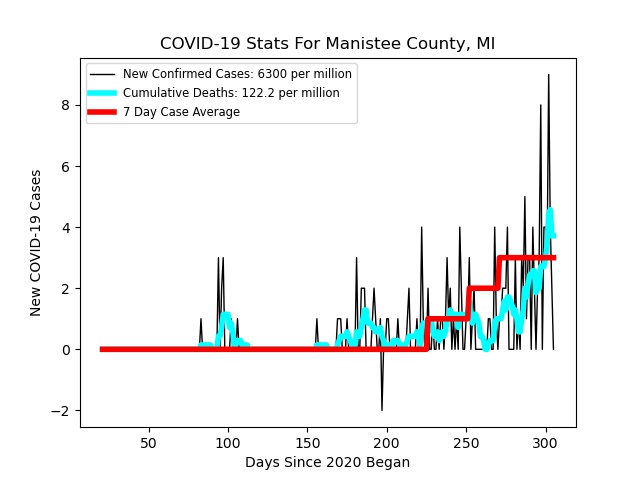 COVID-19 Stats For Manistee County, MI
New Confirmed Cases: 6300 per million
Cumulative Deaths: 122.2 per million
7 Day Case Average
New COVID-19 Cases
8
6
4
2
0
−2
50 100 150 200 250 300
Days Since 2020 Began